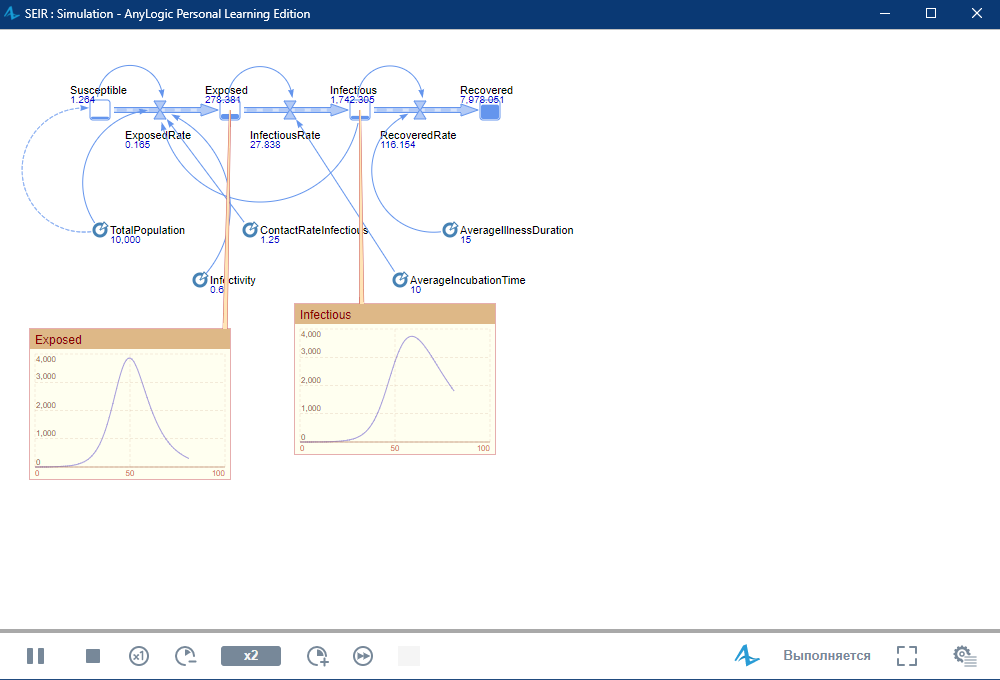 SEIR : Simulation - AnyLogic Personal Learning Edition
Susceptible
1.264
Exposed
278.381
Infectious
1,742.305
Recovered
7,978.051
ExposedRate
0.165
InfectiousRate
27.838
RecoveredRate
116.154
TotalPopulation
10,000
ContactRateInfectious
1.25
AverageIllnessDuration
15
Infectivity
0.6
AverageIncubationTime
10
Infectious
4,000
3,000
2,000
1,000
0
0 50 100
Exposed
4,000
3,000
2,000
1,000
0
0 50 100
x1
x2
Выполняется